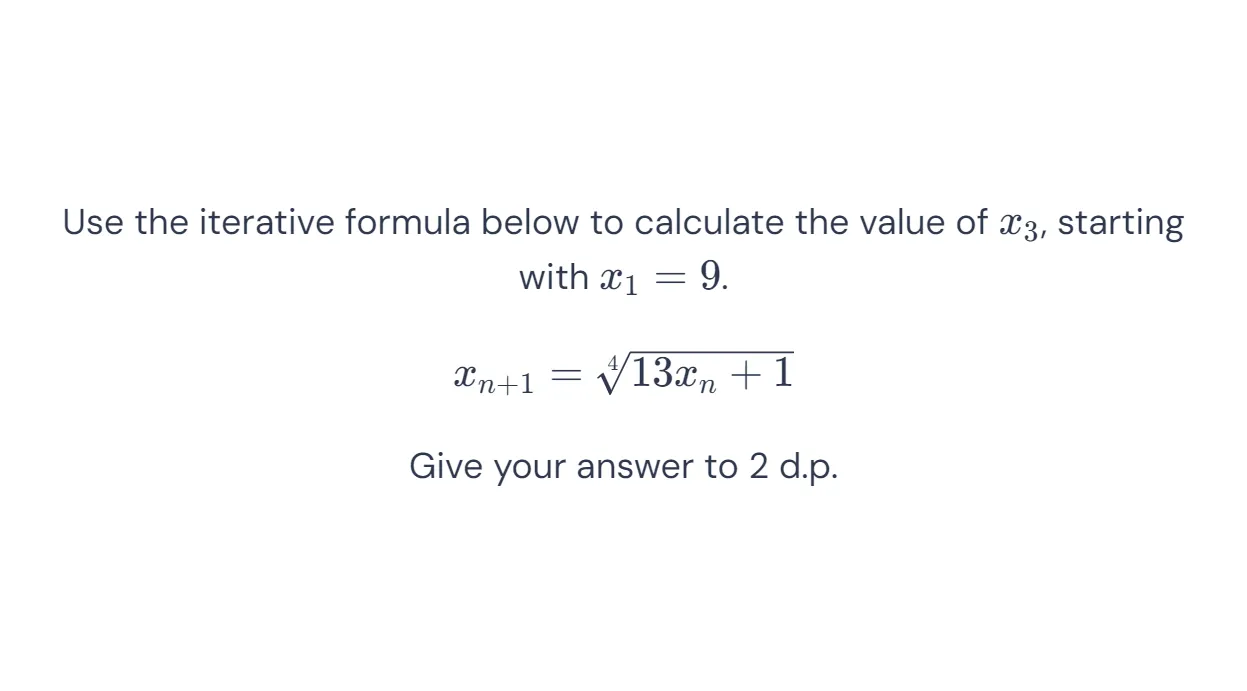 Use the iterative formula below to calculate the value of $x_3$, starting
with $x_1 = 9$.
$x_{n+1} = \sqrt[4]{13x_n + 1}$
Give your answer to 2 d.p.